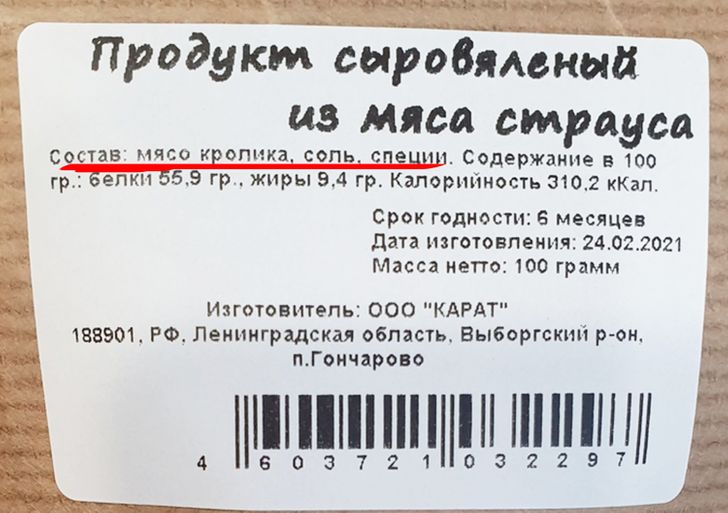 Продукт сыровяленый
из мяса страуса
Состав: мясо кролика, соль, специи. Содержание в 100
гр.: белки 55,9 гр., жиры 9,4 гр. Калорийность 310,2 кКал.
Срок годности: 6 месяцев
Дата изготовления: 24.02.2021
Масса нетто: 100 грамм
Изготовитель: ООО "КАРАТ"
188901, РФ, Ленинградская область, Выборгский р-он,
п.Гончарово
4 603721 032297